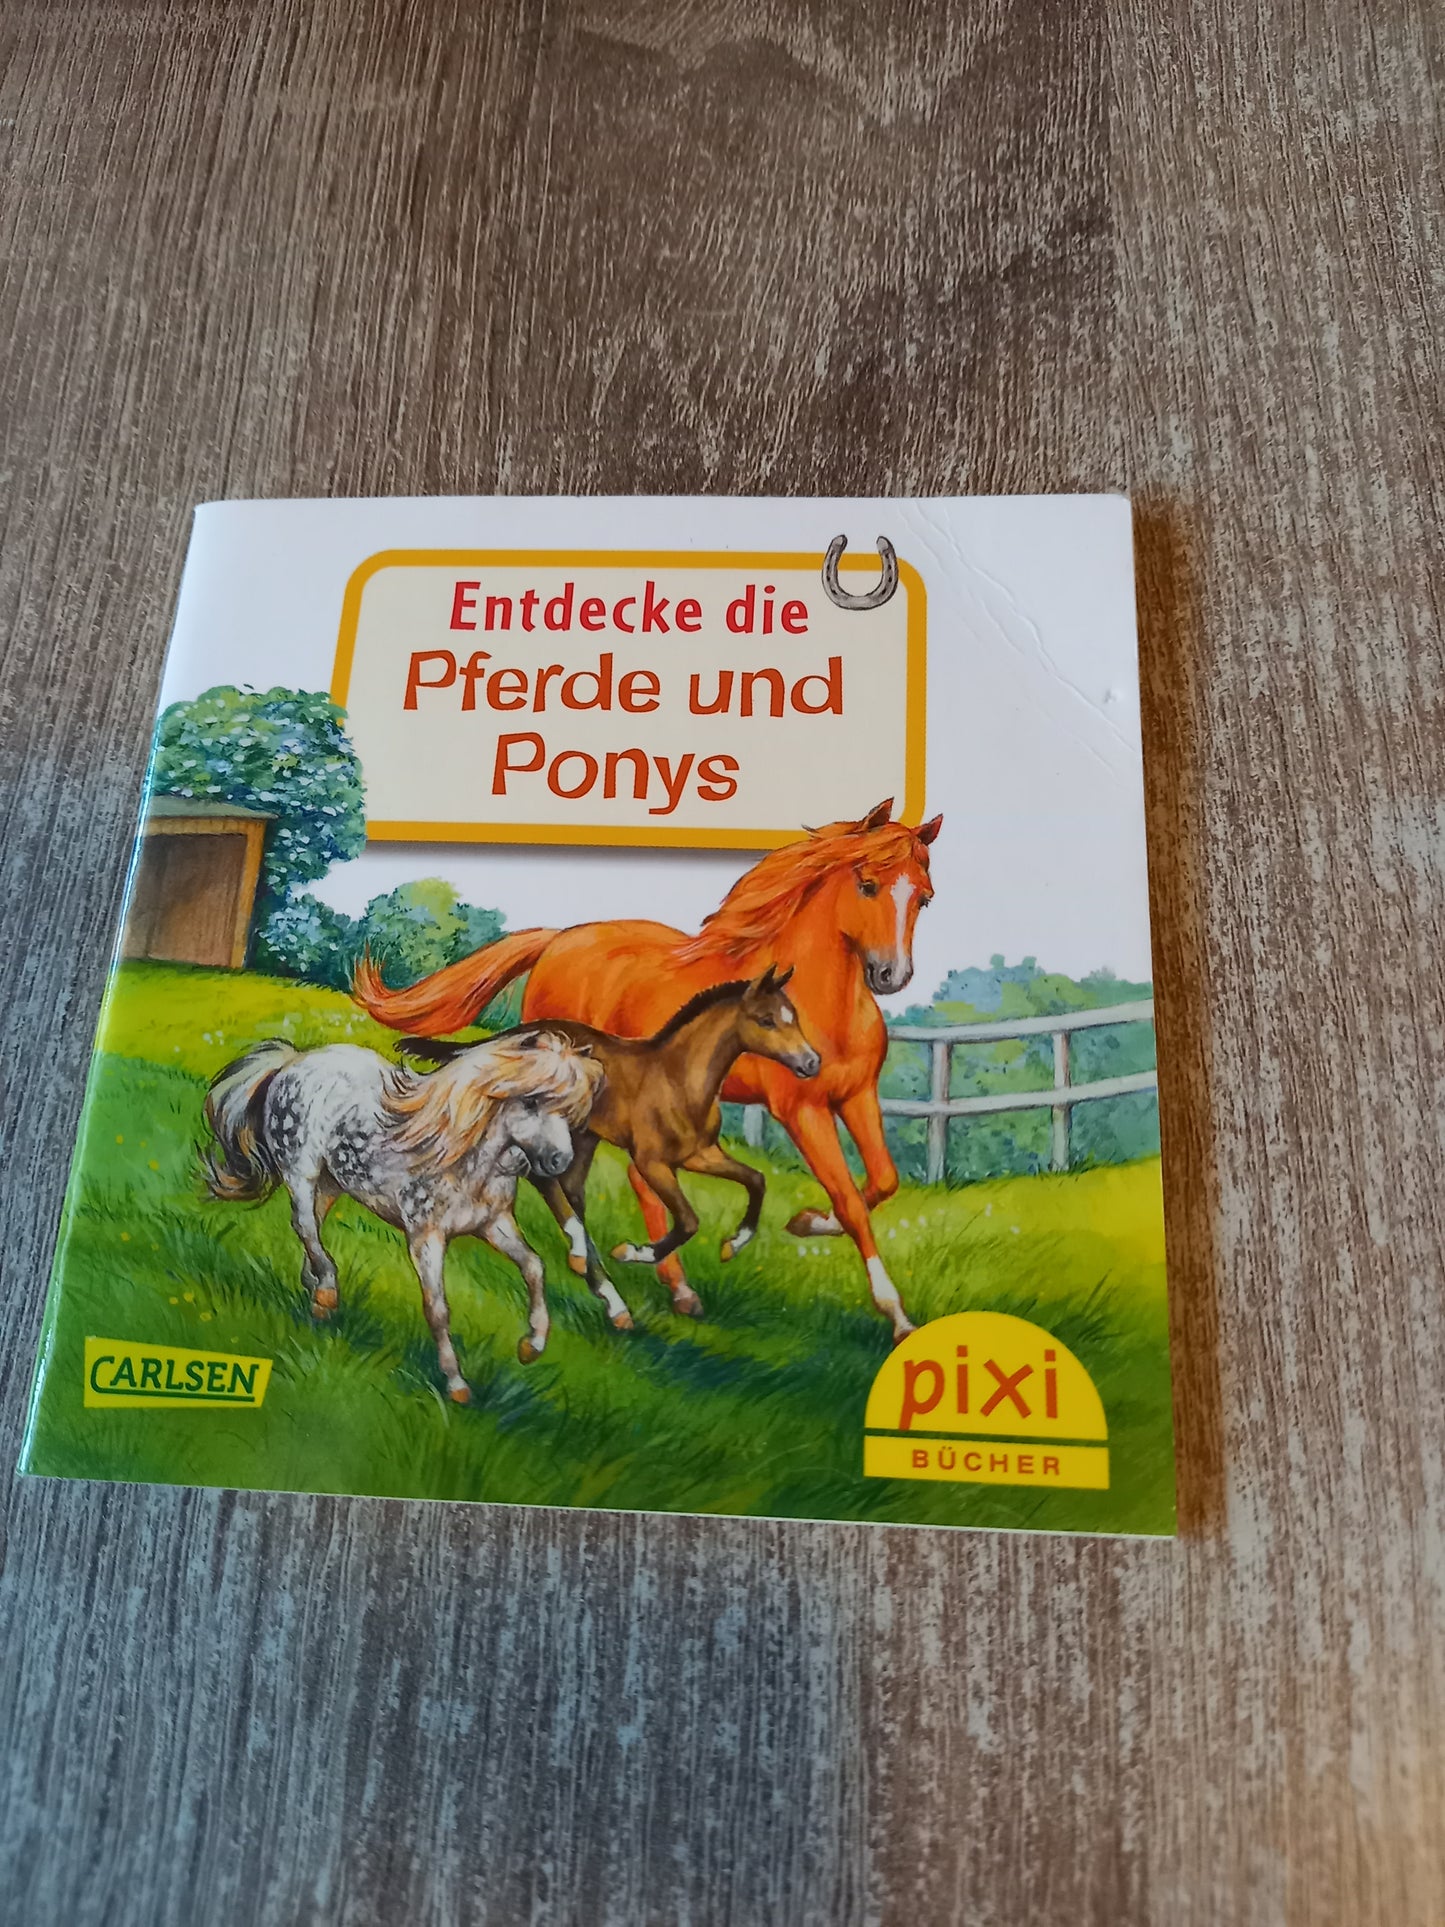 Entdecke die
Pferde und
Ponys
CARLSEN
pixi
BÜCHER